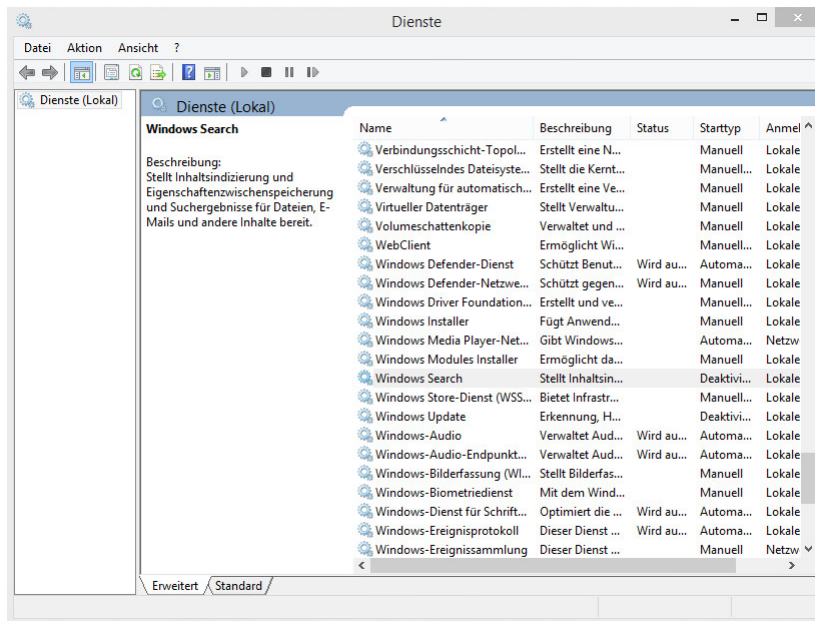 Dienste
Datei Aktion Ansicht ?
Dienste (Lokal)
Dienste (Lokal)
Windows Search
Beschreibung:
Stellt Inhaltsindizierung und
Eigenschaftenzwischenspeicherung
und Suchergebnisse für Dateien, E-
Mails und andere Inhalte bereit.
Name Beschreibung Status Starttyp Anmel
Verbindungsschicht-Topol... Erstellt eine N... Manuell Lokale
Verschlüsselndes Dateisyste... Stellt die Kernt... Manuell... Lokale
Verwaltung für automatisch... Erstellt eine Ve... Manuell Lokale
Virtueller Datenträger Stellt Verwaltu... Manuell Lokale
Volumeschattenkopie Verwaltet und ... Manuell Lokale
WebClient Ermöglicht Wi... Manuell... Lokale
Windows Defender-Dienst Schützt Benut... Wird au... Automa... Lokale
Windows Defender-Netzwe... Schützt gegen... Wird au... Manuell Lokale
Windows Driver Foundation... Erstellt und ve... Manuell... Lokale
Windows Installer Fügt Anwend... Manuell Lokale
Windows Media Player-Net... Gibt Windows... Automa... Netzw
Windows Modules Installer Ermöglicht da... Manuell Lokale
Windows Search Stellt Inhaltsin... Deaktivi... Lokale
Windows Store-Dienst (WSS... Bietet Infrastr... Manuell... Lokale
Windows Update Erkennung, H... Deaktivi... Lokale
Windows-Audio Verwaltet Aud... Wird au... Automa... Lokale
Windows-Audio-Endpunkt... Verwaltet Aud... Wird au... Automa... Lokale
Windows-Bilderfassung (WI... Stellt Bilderfas... Manuell Lokale
Windows-Biometriedienst Mit dem Wind... Manuell Lokale
Windows-Dienst für Schrift... Optimiert die ... Wird au... Automa... Lokale
Windows-Ereignisprotokoll Dieser Dienst ... Wird au... Automa... Lokale
Windows-Ereignissammlung Dieser Dienst ... Manuell Netzw
Erweitert Standard